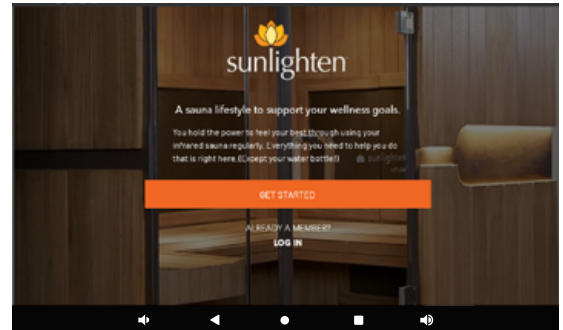 sunlighten
A sauna lifestyle to support your wellness goals.
You hold the power to feel your best through using your
infrared sauna regularly. Everything you need to help you do
that is right here. (Except your water bottle!)
sunlighten
GET STARTED
ALREADY A MEMBER?
LOG IN